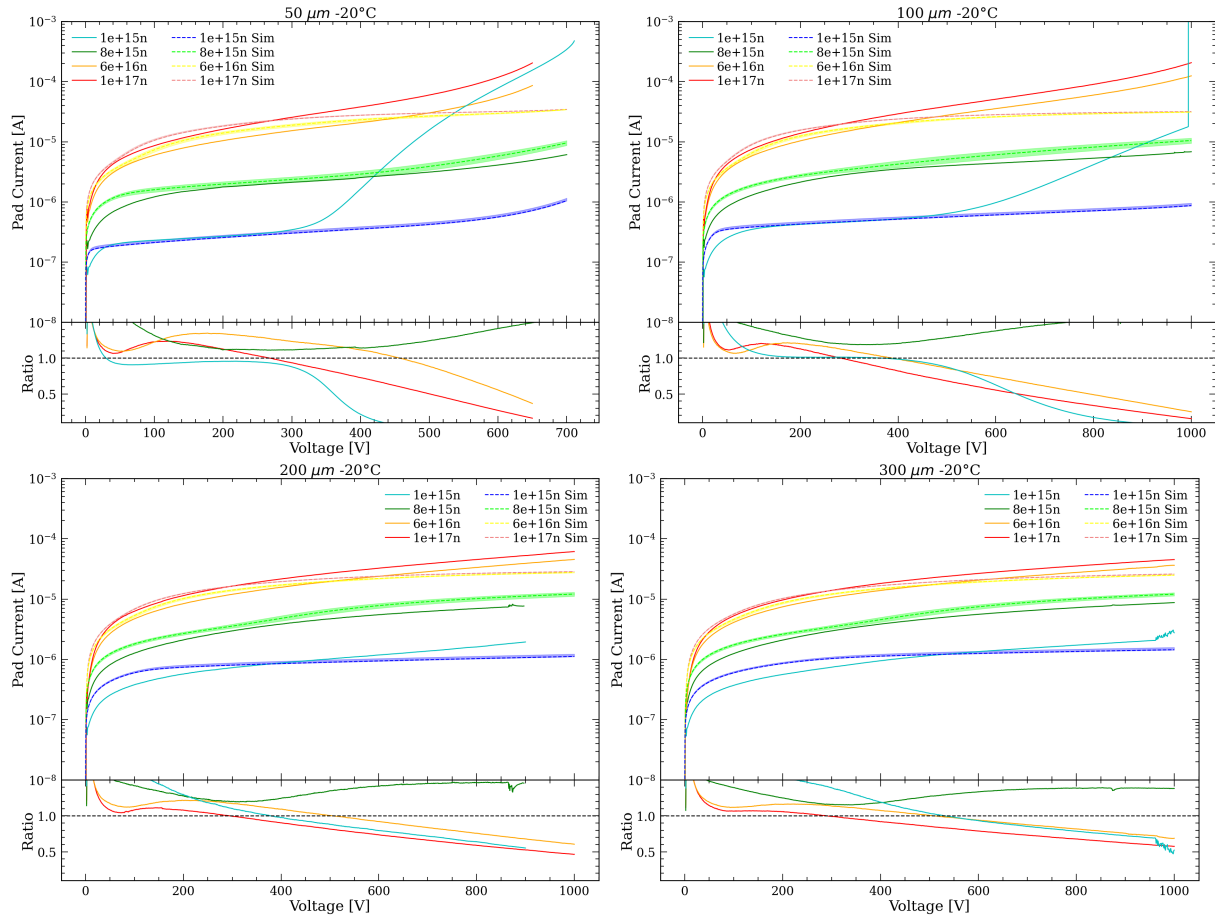 50 μm -20°C
10⁻³
10⁻⁴
10⁻⁵
10⁻⁶
10⁻⁷
10⁻⁸
Pad Current [A]
1e+15n
8e+15n
6e+16n
1e+17n
1e+15n Sim
8e+15n Sim
6e+16n Sim
1e+17n Sim
1.0
0.5
Ratio
0 100 200 300 400 500 600 700
Voltage [V]
100 μm -20°C
10⁻³
10⁻⁴
10⁻⁵
10⁻⁶
10⁻⁷
10⁻⁸
Pad Current [A]
1e+15n
8e+15n
6e+16n
1e+17n
1e+15n Sim
8e+15n Sim
6e+16n Sim
1e+17n Sim
1.0
0.5
Ratio
0 200 400 600 800 1000
Voltage [V]
200 μm -20°C
10⁻³
10⁻⁴
10⁻⁵
10⁻⁶
10⁻⁷
10⁻⁸
Pad Current [A]
1e+15n
8e+15n
6e+16n
1e+17n
1e+15n Sim
8e+15n Sim
6e+16n Sim
1e+17n Sim
1.0
0.5
Ratio
0 200 400 600 800 1000
Voltage [V]
300 μm -20°C
10⁻³
10⁻⁴
10⁻⁵
10⁻⁶
10⁻⁷
10⁻⁸
Pad Current [A]
1e+15n
8e+15n
6e+16n
1e+17n
1e+15n Sim
8e+15n Sim
6e+16n Sim
1e+17n Sim
1.0
0.5
Ratio
0 200 400 600 800 1000
Voltage [V]